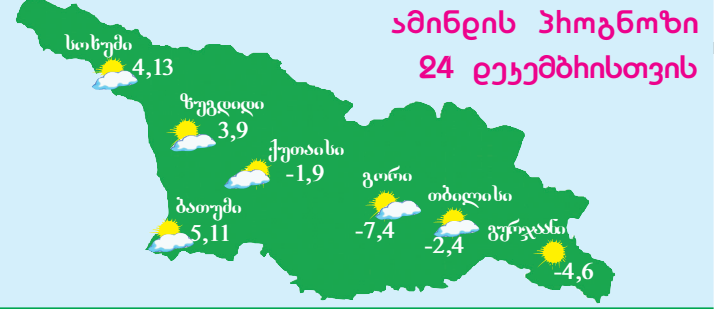 ამინდის პროგნოზი
24 დეკემბრისთვის
სოხუმი
4,13
ზუგდიდი
3,9
ქუთაისი
-1,9
ბათუმი
5,11
გორი
-7,4
თბილისი
-2,4
გურჯაანი
-4,6